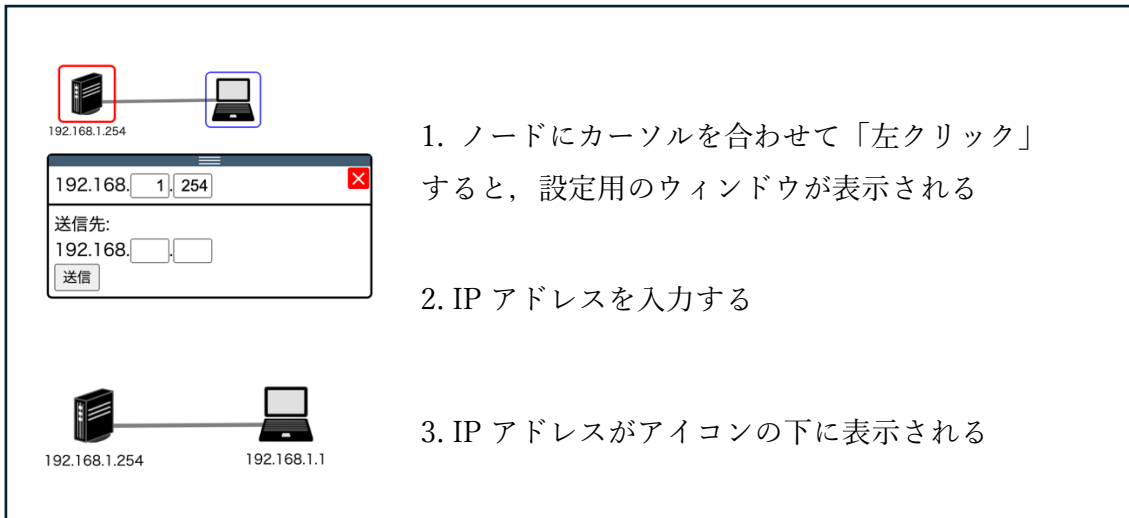 192.168.1.254
192.168. 1 . 254
送信先:
192.168. .
送信
192.168.1.254
192.168.1.1
1. ノードにカーソルを合わせて「左クリック」
すると，設定用のウィンドウが表示される
2. IP アドレスを入力する
3. IP アドレスがアイコンの下に表示される